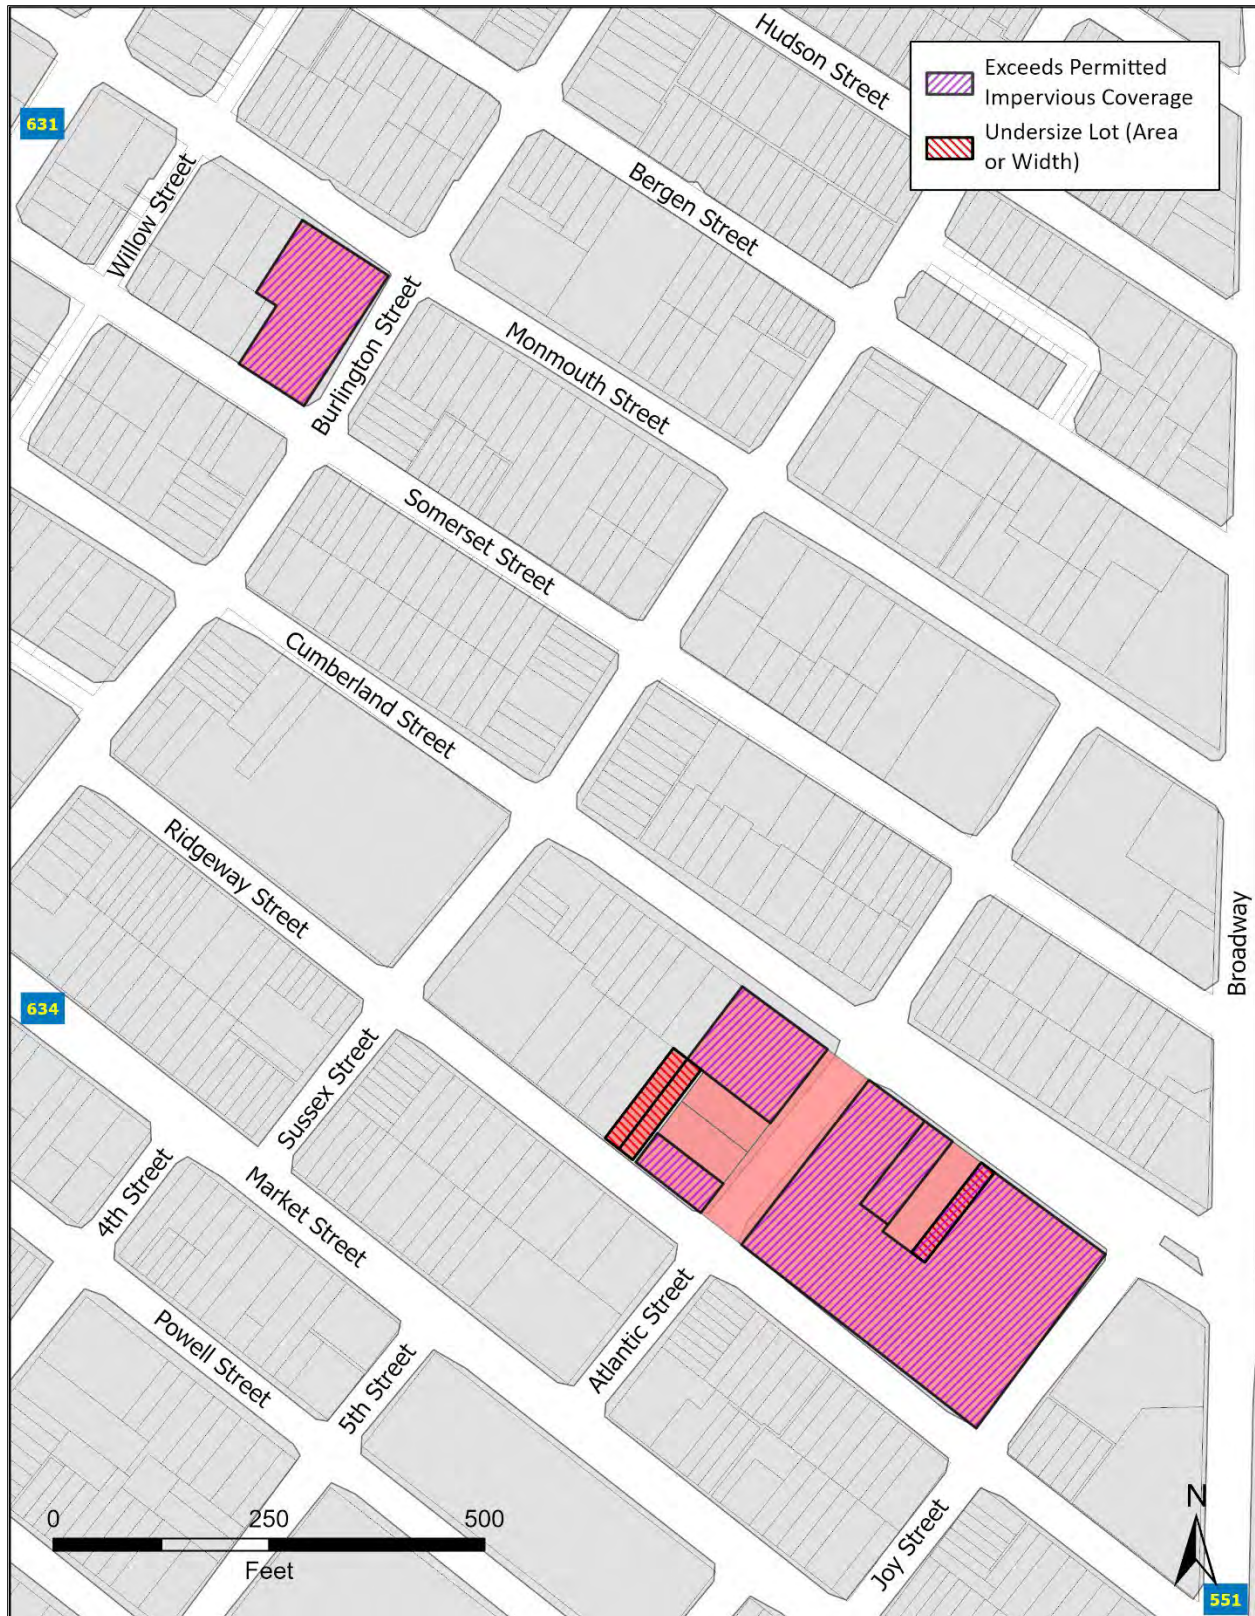 Hudson Street
Exceeds Permitted
Impervious Coverage
Undersize Lot (Area
or Width)
631
Willow Street
Bergen Street
Burlington Street
Monmouth Street
Somerset Street
Cumberland Street
Ridgeway Street
Broadway
634
Sussex Street
4th Street
Market Street
Atlantic Street
Powell Street
5th Street
Joy Street
0 250 500
Feet
N
551